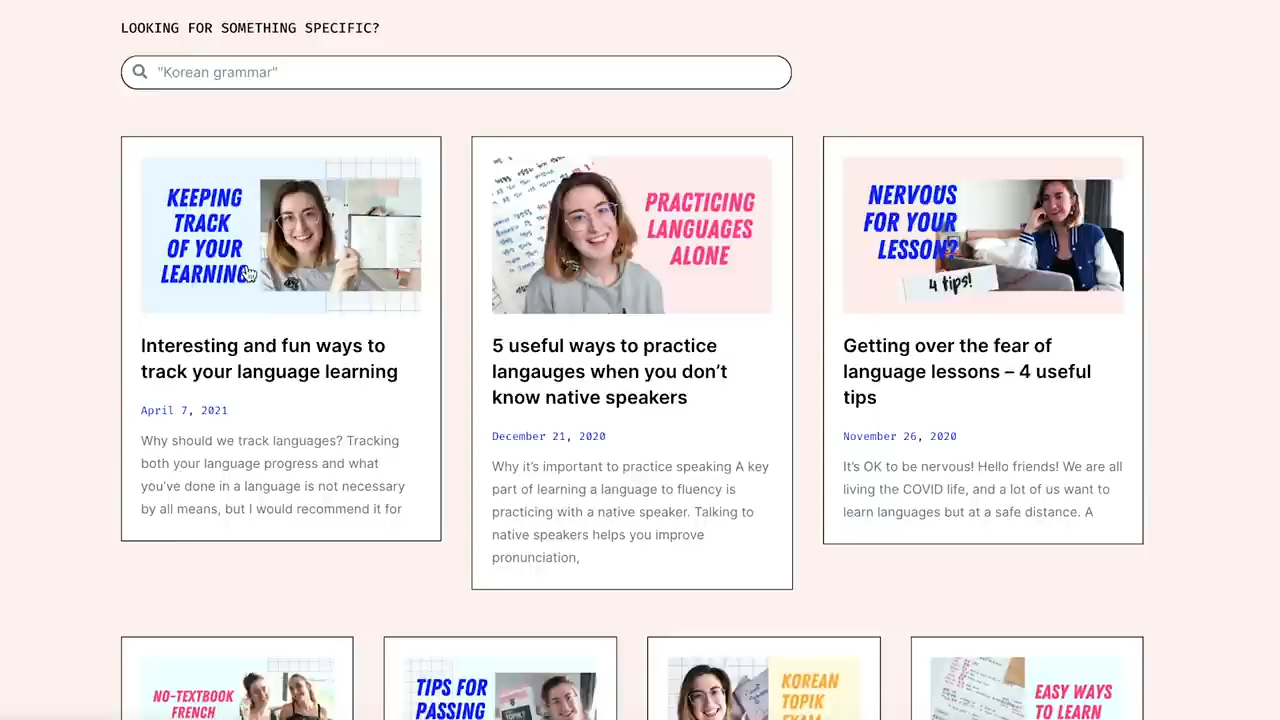 LOOKING FOR SOMETHING SPECIFIC?
"Korean grammar"
KEEPING
TRACK
OF YOUR
LEARNING
Interesting and fun ways to
track your language learning
April 7, 2021
Why should we track languages? Tracking
both your language progress and what
you've done in a language is not necessary
by all means, but I would recommend it for
PRACTICING
LANGUAGES
ALONE
5 useful ways to practice
langauges when you don't
know native speakers
December 21, 2020
Why it's important to practice speaking A key
part of learning a language to fluency is
practicing with a native speaker. Talking to
native speakers helps you improve
pronunciation,
NERVOUS
FOR YOUR
LESSON?
4 tips!
Getting over the fear of
language lessons – 4 useful
tips
November 26, 2020
It's OK to be nervous! Hello friends! We are all
living the COVID life, and a lot of us want to
learn languages but at a safe distance. A
NO-TEXTBOOK
FRENCH
TIPS FOR
PASSING
KOREAN
TOPIK
EXAM
EASY WAYS
TO LEARN